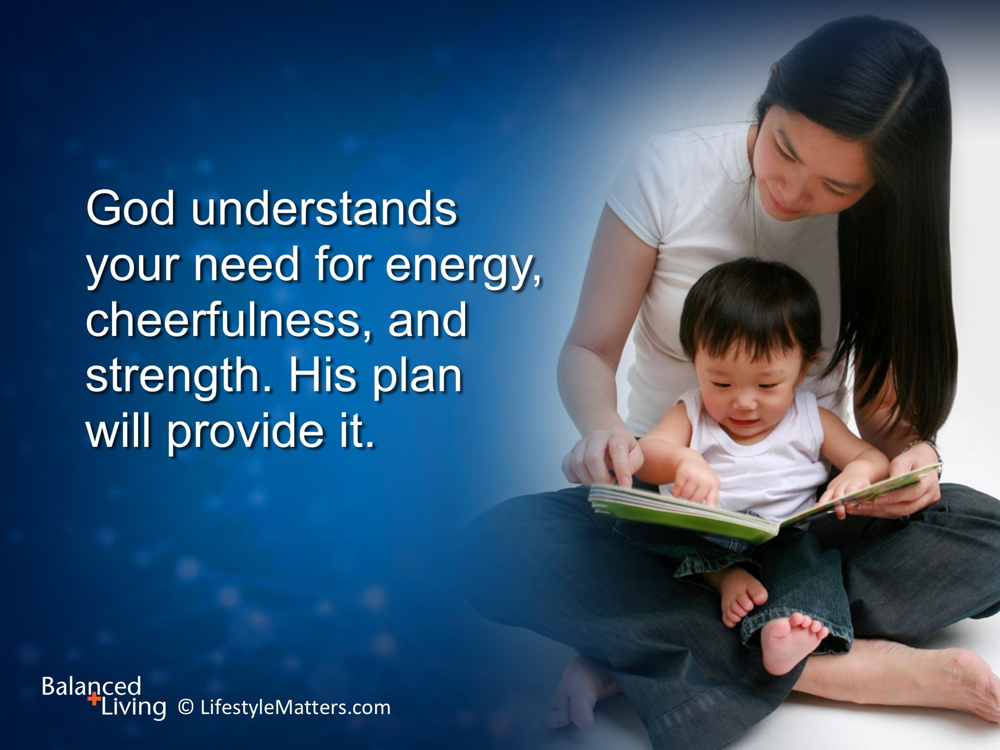 God understands
your need for energy,
cheerfulness, and
strength. His plan
will provide it.
Balanced
Living © LifestyleMatters.com